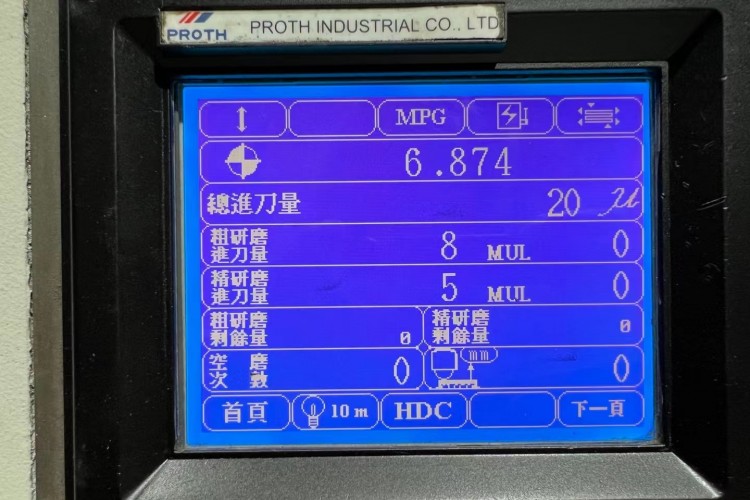 PROTH PROTH INDUSTRIAL CO., LTD
MPG
6.874
總進刀量 20 μ
粗研磨
進刀量 8 MUL 0
精研磨
進刀量 5 MUL 0
粗研磨
剩餘量 0
精研磨
剩餘量 0
空磨
次數 0
mm 0
首頁 10 m HDC 下一頁